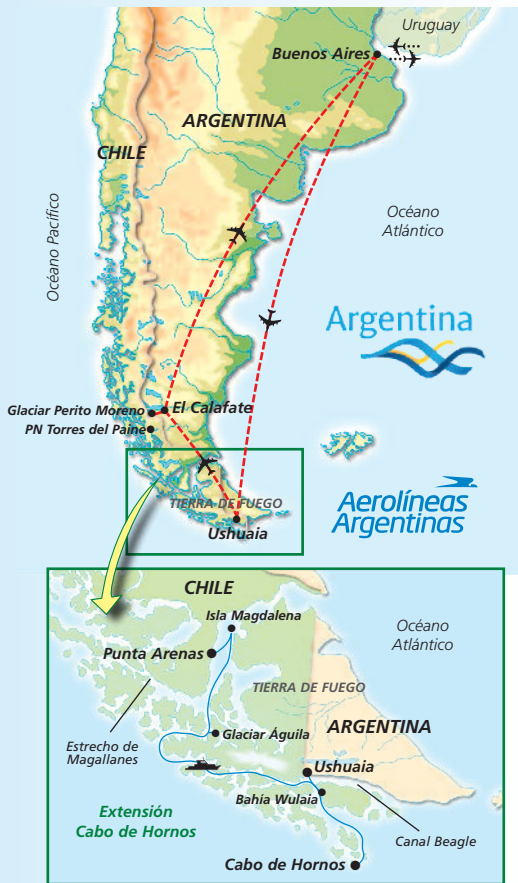 Uruguay
Buenos Aires
ARGENTINA
CHILE
Océano Pacífico
Océano
Atlántico
Argentina
Glaciar Perito Moreno
El Calafate
PN Torres del Paine
TIERRA DE FUEGO
Ushuaia
Aerolíneas
Argentinas
CHILE
Isla Magdalena
Océano
Atlántico
Punta Arenas
TIERRA DE FUEGO
Glaciar Águila
ARGENTINA
Estrecho de
Magallanes
Ushuaia
Bahía Wulaia
Extensión
Cabo de Hornos
Canal Beagle
Cabo de Hornos